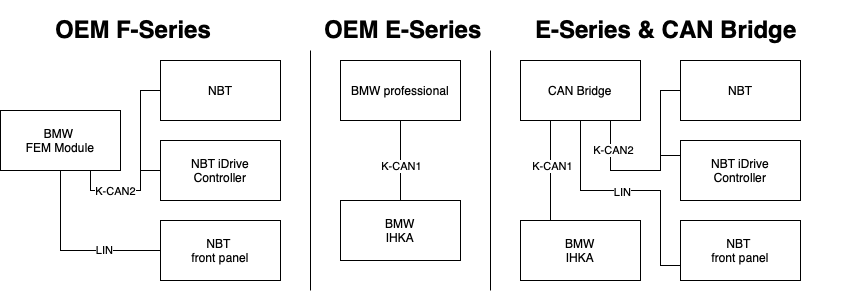 OEM F-Series
NBT
BMW
FEM Module
NBT iDrive
Controller
K-CAN2
LIN
NBT
front panel
OEM E-Series
BMW professional
K-CAN1
BMW
IHKA
E-Series & CAN Bridge
CAN Bridge
NBT
K-CAN2
K-CAN1
NBT iDrive
Controller
LIN
BMW
IHKA
NBT
front panel